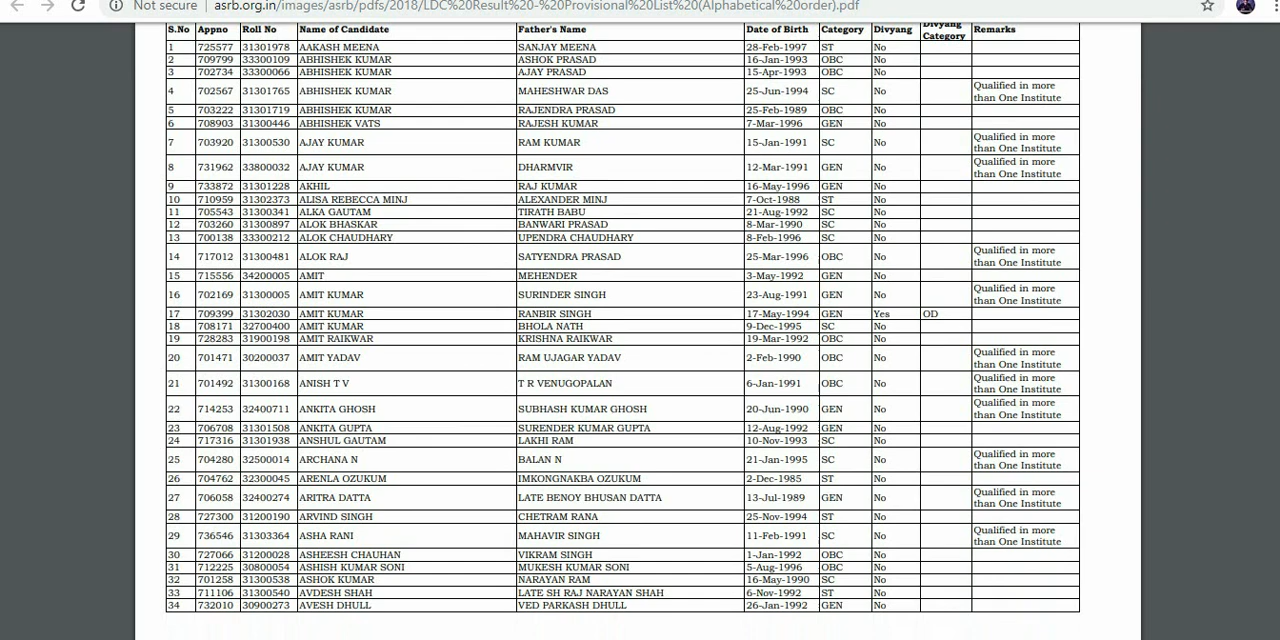 Not secure | asrb.org.in/images/asrb/pdfs/2018/LDC%20Result%20-%20Provisional%20List%20(Alphabetical%20order).pdf
S.No Appno Roll No Name of Candidate Father's Name Date of Birth Category Divyang Divyang Category Remarks
1 725577 31301978 AAKASH MEENA SANJAY MEENA 28-Feb-1997 ST No
2 709799 33300109 ABHISHEK KUMAR ASHOK PRASAD 16-Jan-1993 OBC No
3 702734 33300066 ABHISHEK KUMAR AJAY PRASAD 15-Apr-1993 OBC No
4 702567 31301765 ABHISHEK KUMAR MAHESHWAR DAS 25-Jun-1994 SC No Qualified in more than One Institute
5 703222 31301719 ABHISHEK KUMAR RAJENDRA PRASAD 25-Feb-1989 OBC No
6 708903 31300446 ABHISHEK VATS RAJESH KUMAR 7-Mar-1996 GEN No
7 703920 31300530 AJAY KUMAR RAM KUMAR 15-Jan-1991 SC No Qualified in more than One Institute
8 731962 33800032 AJAY KUMAR DHARMVIR 12-Mar-1991 GEN No Qualified in more than One Institute
9 733872 31301228 AKHIL RAJ KUMAR 16-May-1996 GEN No
10 710959 31302373 ALISA REBECCA MINJ ALEXANDER MINJ 7-Oct-1988 ST No
11 705543 31300341 ALKA GAUTAM TIRATH BABU 21-Aug-1992 SC No
12 703260 31300897 ALOK BHASKAR BANWARI PRASAD 8-Mar-1990 SC No
13 700138 33300212 ALOK CHAUDHARY UPENDRA CHAUDHARY 8-Feb-1996 SC No
14 717012 31300481 ALOK RAJ SATYENDRA PRASAD 25-Mar-1996 OBC No Qualified in more than One Institute
15 715556 34200005 AMIT MEHENDER 3-May-1992 GEN No
16 702169 31300005 AMIT KUMAR SURINDER SINGH 23-Aug-1991 GEN No Qualified in more than One Institute
17 709399 31302030 AMIT KUMAR RANBIR SINGH 17-May-1994 GEN Yes OD
18 708171 32700400 AMIT KUMAR BHOLA NATH 9-Dec-1995 SC No
19 728283 31900198 AMIT RAIKWAR KRISHNA RAIKWAR 19-Mar-1992 OBC No
20 701471 30200037 AMIT YADAV RAM UJAGAR YADAV 2-Feb-1990 OBC No Qualified in more than One Institute
21 701492 31300168 ANISH T V T R VENUGOPALAN 6-Jan-1991 OBC No Qualified in more than One Institute
22 714253 32400711 ANKITA GHOSH SUBHASH KUMAR GHOSH 20-Jun-1990 GEN No Qualified in more than One Institute
23 706708 31301508 ANKITA GUPTA SURENDER KUMAR GUPTA 12-Aug-1992 GEN No
24 717316 31301938 ANSHUL GAUTAM LAKHI RAM 10-Nov-1993 SC No
25 704280 32500014 ARCHANA N BALAN N 21-Jan-1995 SC No Qualified in more than One Institute
26 704762 32300045 ARENLA OZUKUM IMKONGNAKBA OZUKUM 2-Dec-1985 ST No
27 706058 32400274 ARITRA DATTA LATE BENOY BHUSAN DATTA 13-Jul-1989 GEN No Qualified in more than One Institute
28 727300 31200190 ARVIND SINGH CHETRAM RANA 25-Nov-1994 ST No
29 736546 31303364 ASHA RANI MAHAVIR SINGH 11-Feb-1991 SC No Qualified in more than One Institute
30 727066 31200028 ASHEESH CHAUHAN VIKRAM SINGH 1-Jan-1992 OBC No
31 712225 30800054 ASHISH KUMAR SONI MUKESH KUMAR SONI 5-Aug-1996 OBC No
32 701258 31300538 ASHOK KUMAR NARAYAN RAM 16-May-1990 SC No
33 711106 31300540 AVDESH SHAH LATE SH RAJ NARAYAN SHAH 6-Nov-1992 ST No
34 732010 30900273 AVESH DHULL VED PARKASH DHULL 26-Jan-1992 GEN No